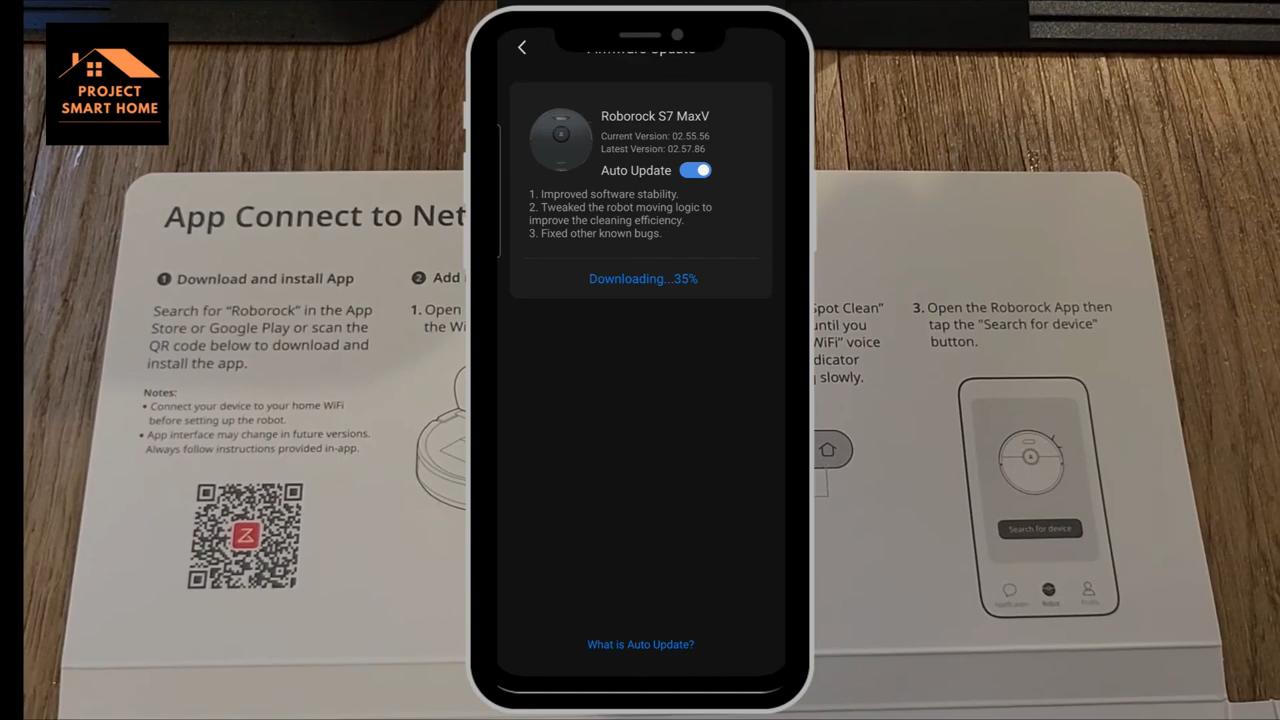 PROJECT
SMART HOME
Firmware Update
Roborock S7 MaxV
Current Version: 02.55.56
Latest Version: 02.57.86
Auto Update
1. Improved software stability.
2. Tweaked the robot moving logic to
improve the cleaning efficiency.
3. Fixed other known bugs.
Downloading...35%
What is Auto Update?
App Connect to Net
1 Download and install App
Search for “Roborock” in the App
Store or Google Play or scan the
QR code below to download and
install the app.
Notes:
• Connect your device to your home WiFi
before setting up the robot.
• App interface may change in future versions.
Always follow instructions provided in-app.
2 Add
1. Open
the Wi
Spot Clean”
until you
WiFi” voice
dicator
slowly.
3. Open the Roborock App then
tap the "Search for device"
button.
Search for device
Robot
Profile